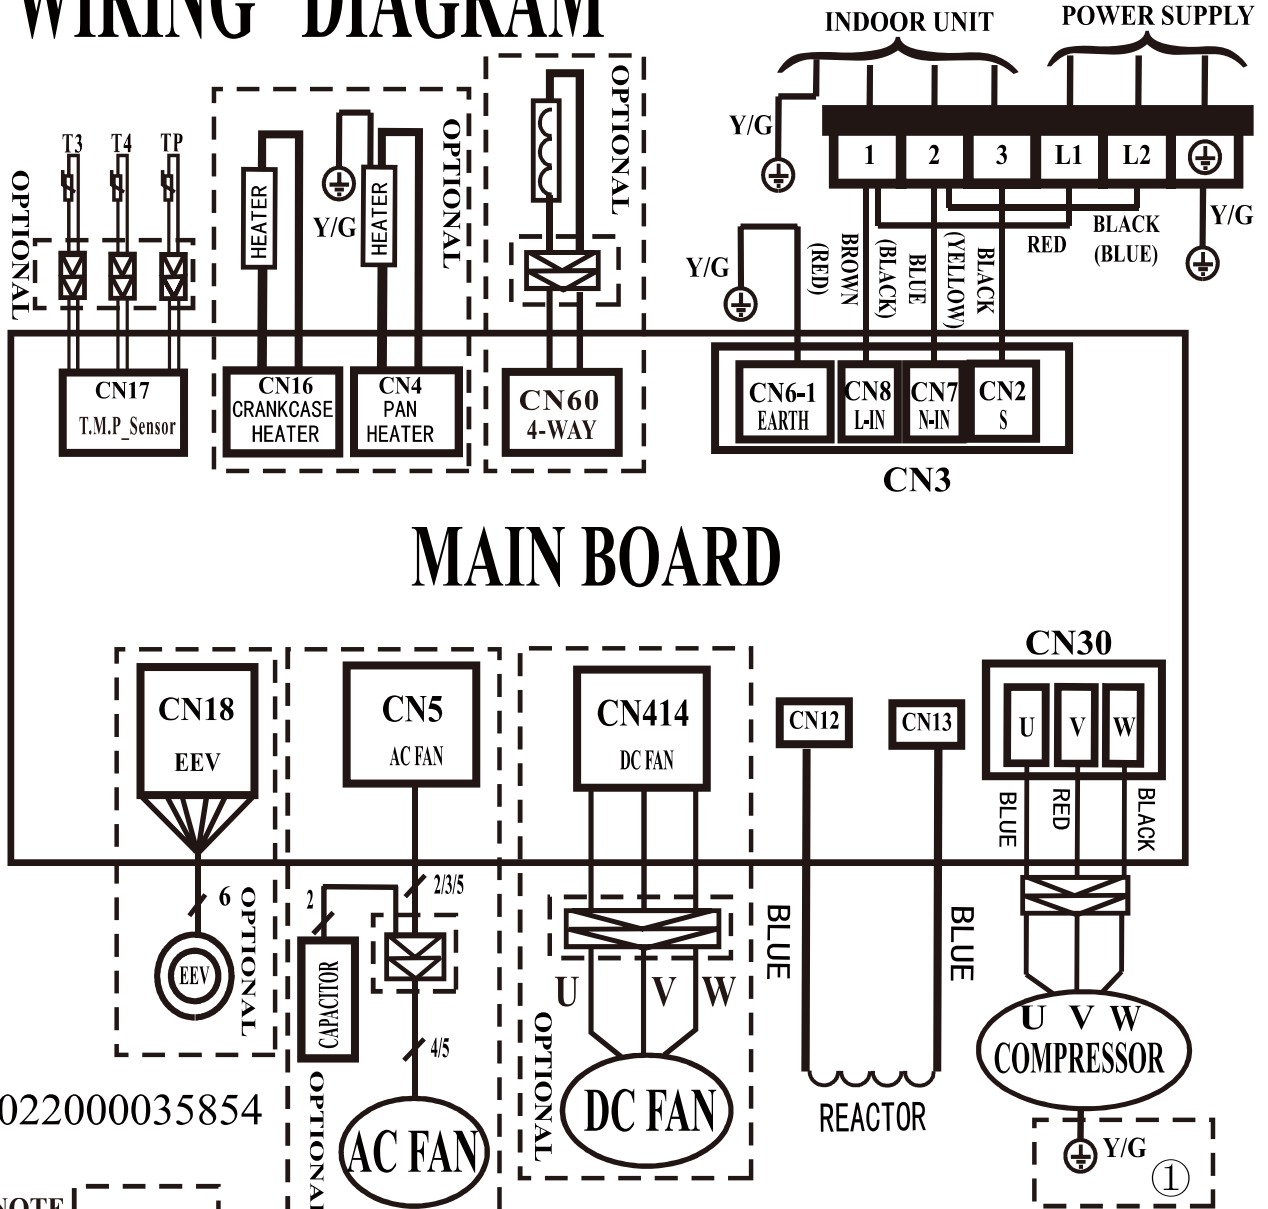 WIRING DIAGRAM
INDOOR UNIT
POWER SUPPLY
OPTIONAL
T3 T4 TP
OPTIONAL
HEATER
Y/G
HEATER
OPTIONAL
OPTIONAL
Y/G
1 2 3 L1 L2
Y/G
BLACK
(BLUE)
RED
Y/G
(RED)
BROWN
(BLACK)
BLUE
(YELLOW)
BLACK
CN17
T.M.P_Sensor
CN16
CRANKCASE
HEATER
CN4
PAN
HEATER
CN60
4-WAY
CN6-1
EARTH
CN8
L-IN
CN7
N-IN
CN2
S
CN3
MAIN BOARD
CN30
CN18
EEV
CN5
AC FAN
CN414
DC FAN
CN12
CN13
U V W
BLUE
RED
BLACK
6
EEV
OPTIONAL
2
2/3/5
CAPACITOR
4/5
OPTIONAL
AC FAN
U V W
OPTIONAL
DC FAN
BLUE
BLUE
REACTOR
U V W
COMPRESSOR
Y/G
①
022000035854
NOTE